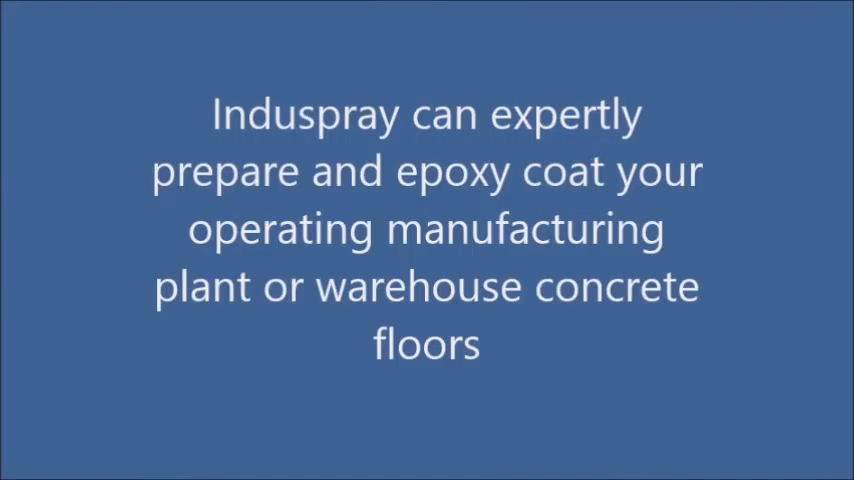 Induspray can expertly
prepare and epoxy coat your
operating manufacturing
plant or warehouse concrete
floors